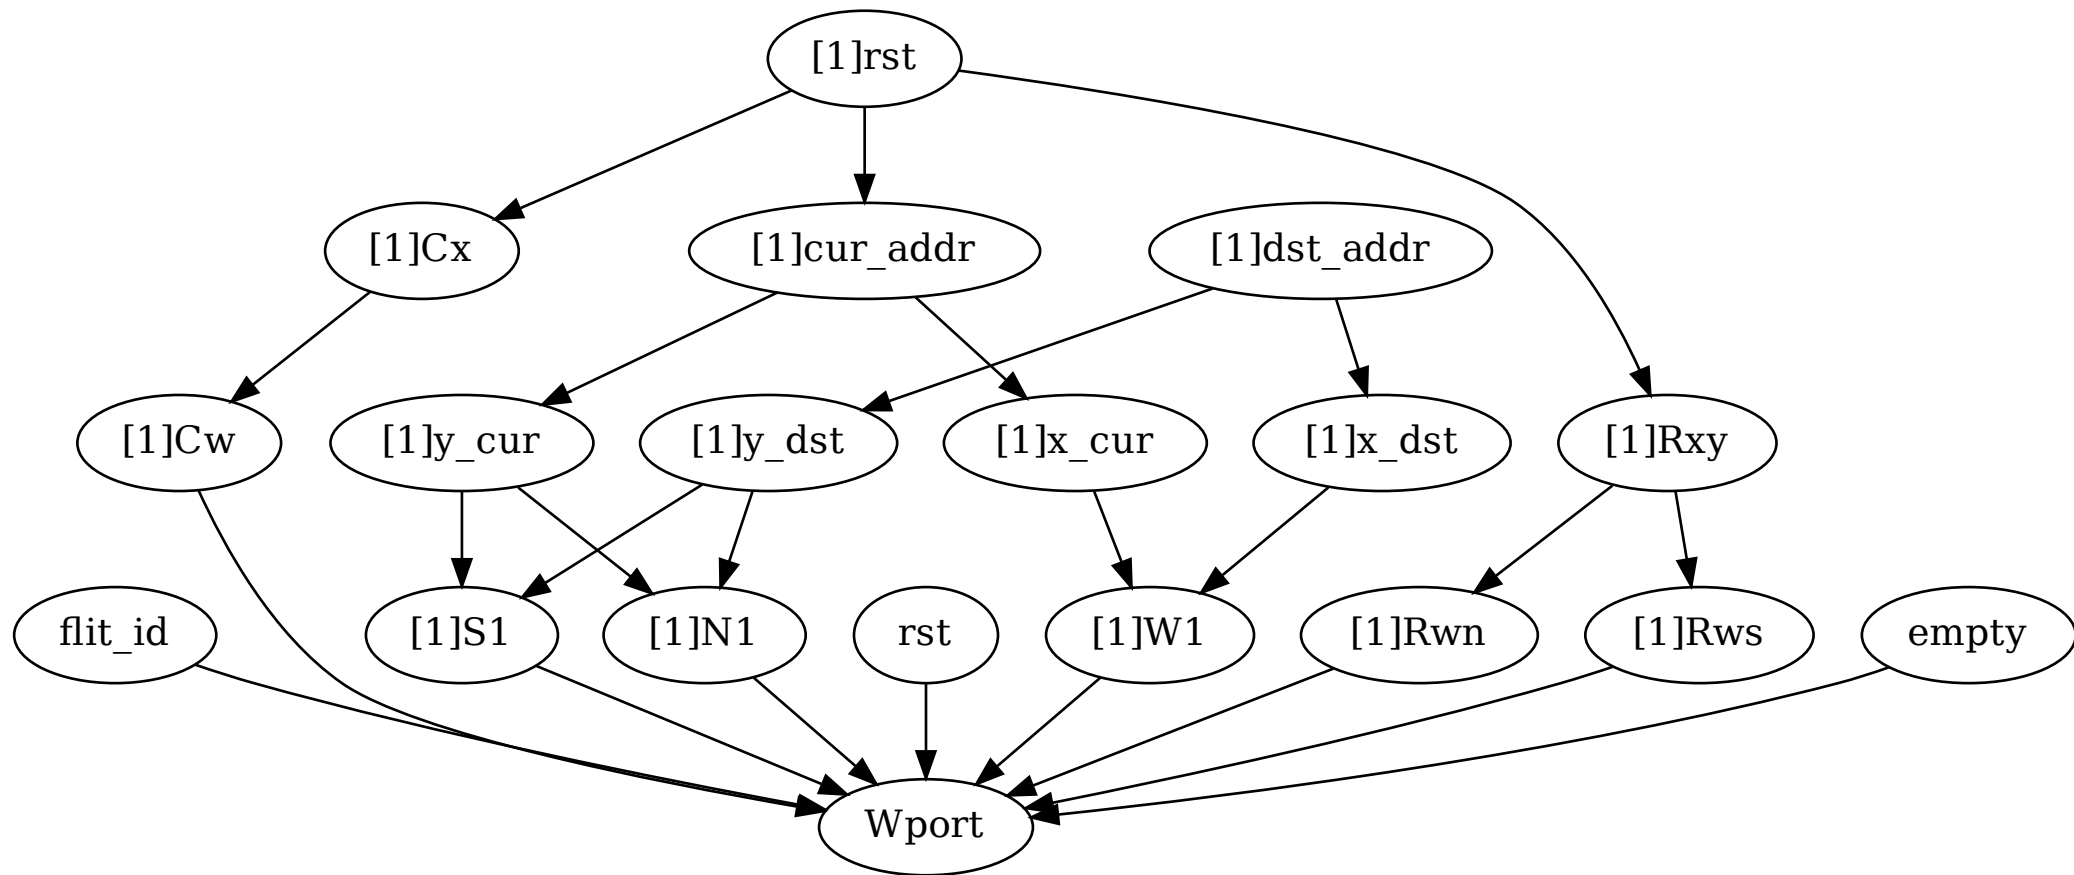 [1]rst
[1]Cx
[1]cur_addr
[1]dst_addr
[1]Cw
[1]y_cur
[1]y_dst
[1]x_cur
[1]x_dst
[1]Rxy
flit_id
[1]S1
[1]N1
rst
[1]W1
[1]Rwn
[1]Rws
empty
Wport